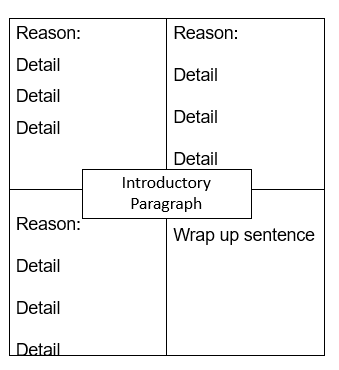 Reason:
Detail
Detail
Detail
Reason:
Detail
Detail
Detail
Introductory
Paragraph
Reason:
Detail
Detail
Detail
Wrap up sentence